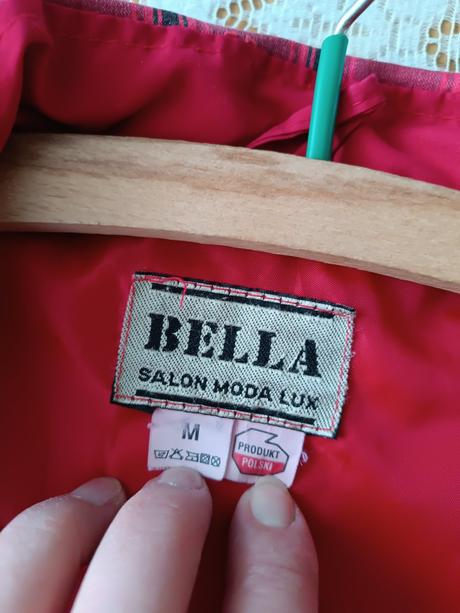 BELLA
SALON MODA LUX
M
PRODUKT
POLSKI